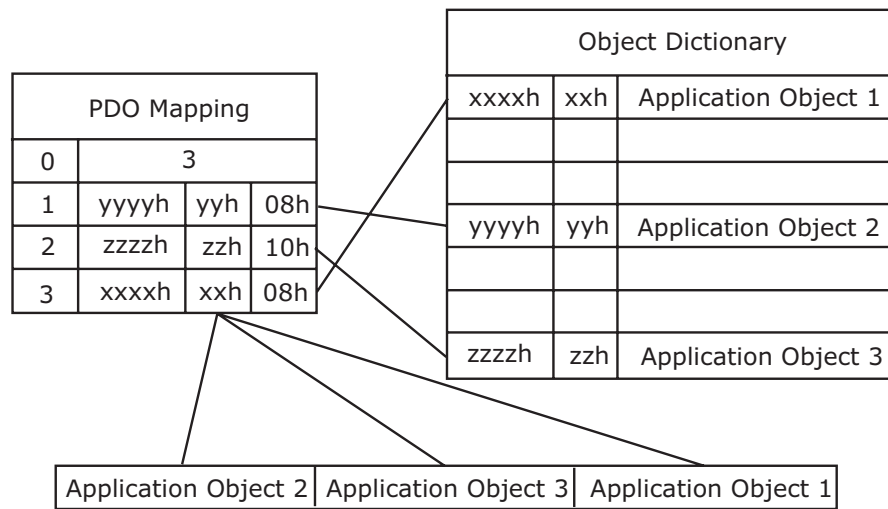 PDO Mapping
0 3
1 yyyyh yyh 08h
2 zzzzh zzh 10h
3 xxxxh xxh 08h
Object Dictionary
xxxxh xxh Application Object 1
yyyyh yyh Application Object 2
zzzzh zzh Application Object 3
Application Object 2 Application Object 3 Application Object 1